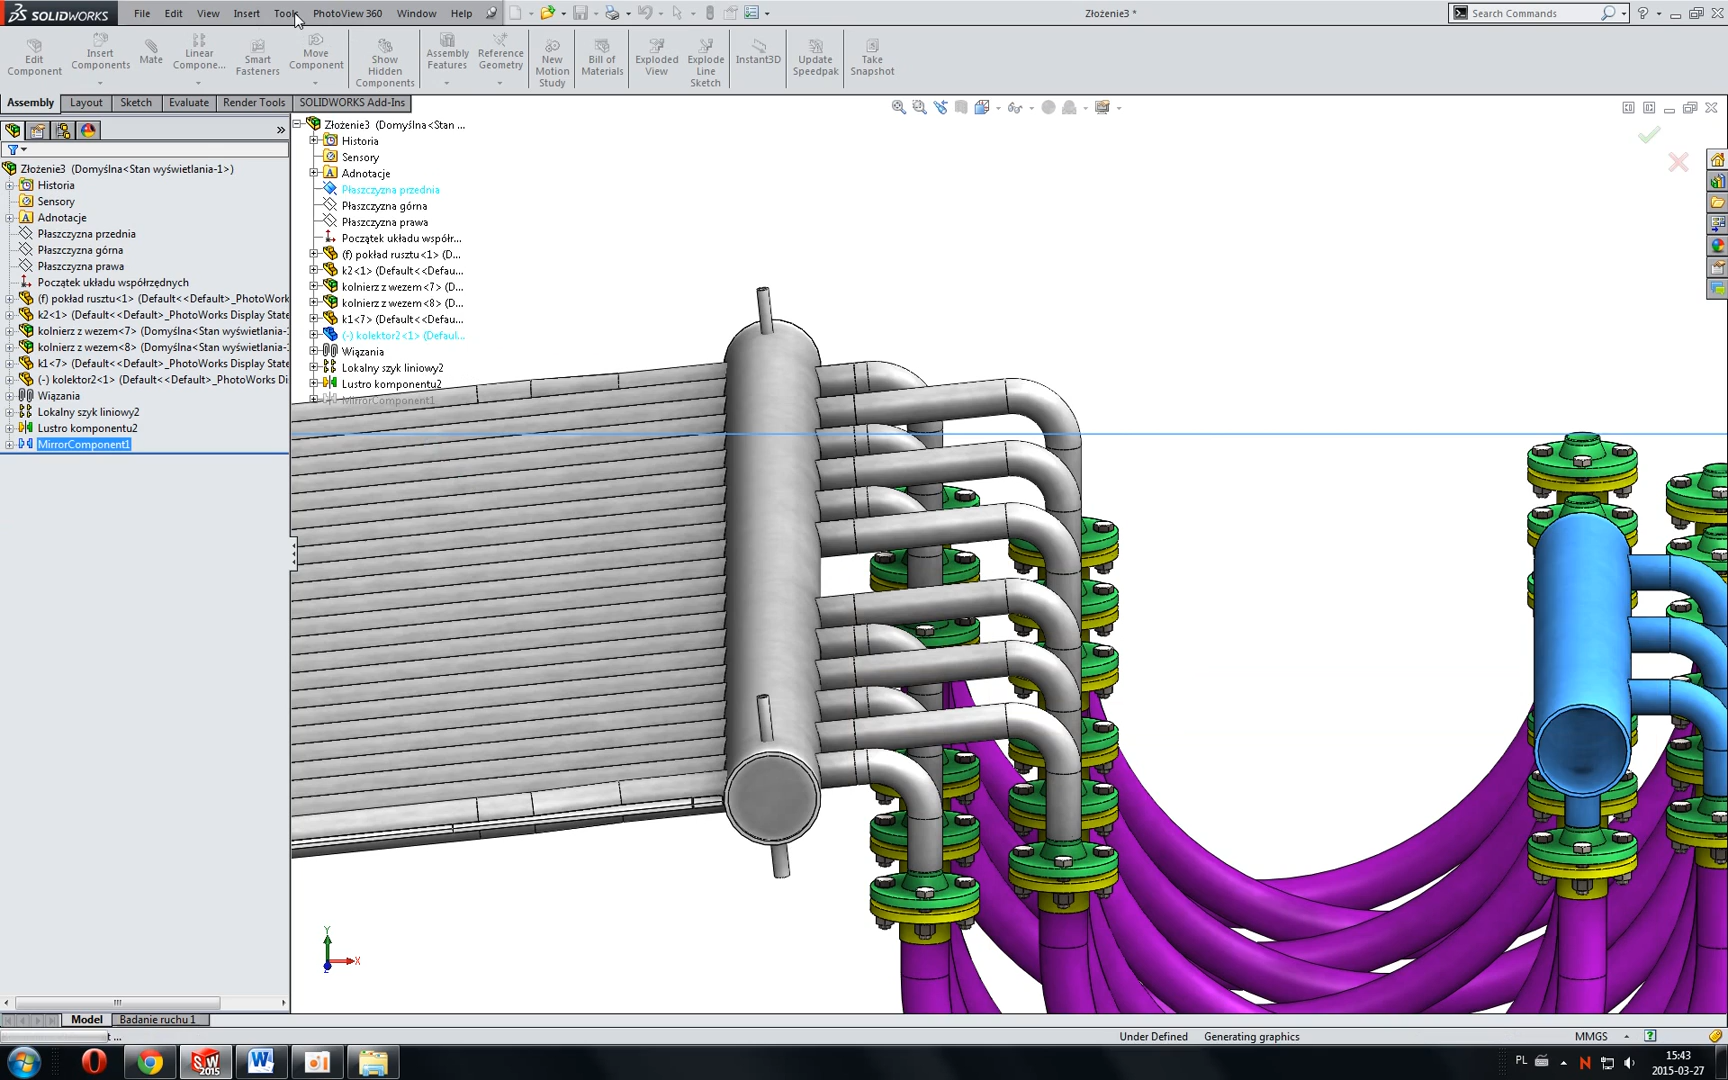 SOLIDWORKS File Edit View Insert Tools PhotoView 360 Window Help Złożenie3 * Search Commands
Edit Component
Insert Components
Mate
Linear Compone...
Smart Fasteners
Move Component
Show Hidden Components
Assembly Features
Reference Geometry
New Motion Study
Bill of Materials
Exploded View
Explode Line Sketch
Instant3D
Update Speedpak
Take Snapshot
Assembly Layout Sketch Evaluate Render Tools SOLIDWORKS Add-Ins
Złożenie3 (Domyślna<Stan wyświetlania-1>)
Historia
Sensory
Adnotacje
Płaszczyzna przednia
Płaszczyzna górna
Płaszczyzna prawa
Początek układu współrzędnych
(f) pokład rusztu<1> (Default<<Default>_PhotoWork
k2<1> (Default<<Default>_PhotoWorks Display State
kolnierz z wezem<7> (Domyślna<Stan wyświetlania-
kolnierz z wezem<8> (Domyślna<Stan wyświetlania-
k1<7> (Default<<Default>_PhotoWorks Display State
(-) kolektor2<1> (Default<<Default>_PhotoWorks Di
Wiązania
Lokalny szyk liniowy2
Lustro komponentu2
MirrorComponent1
Złożenie3 (Domyślna<Stan ...
Historia
Sensory
Adnotacje
Płaszczyzna przednia
Płaszczyzna górna
Płaszczyzna prawa
Początek układu współr...
(f) pokład rusztu<1> (D...
k2<1> (Default<<Defau...
kolnierz z wezem<7> (D...
kolnierz z wezem<8> (D...
k1<7> (Default<<Defau...
(-) kolektor2<1> (Defaul...
Wiązania
Lokalny szyk liniowy2
Lustro komponentu2
MirrorComponent1
Y
X
Z
Model Badanie ruchu 1
Under Defined Generating graphics MMGS
PL 15:43
2015-03-27